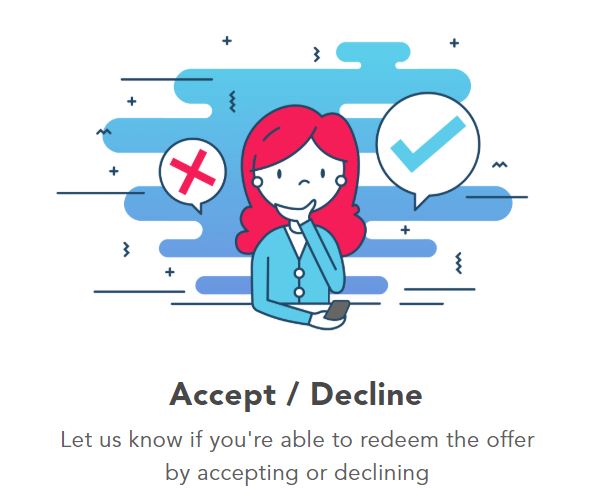 Accept / Decline
Let us know if you're able to redeem the offer
by accepting or declining